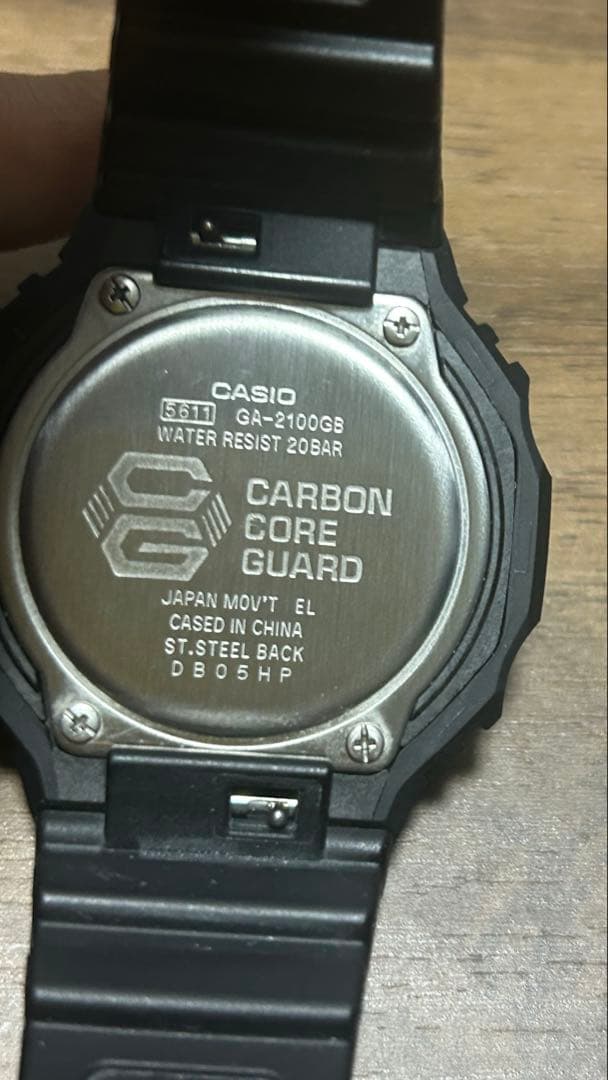 CASIO
5611 GA-2100GB
WATER RESIST 20BAR
CG
CARBON
CORE
GUARD
JAPAN MOV'T EL
CASED IN CHINA
ST.STEEL BACK
DB05HP